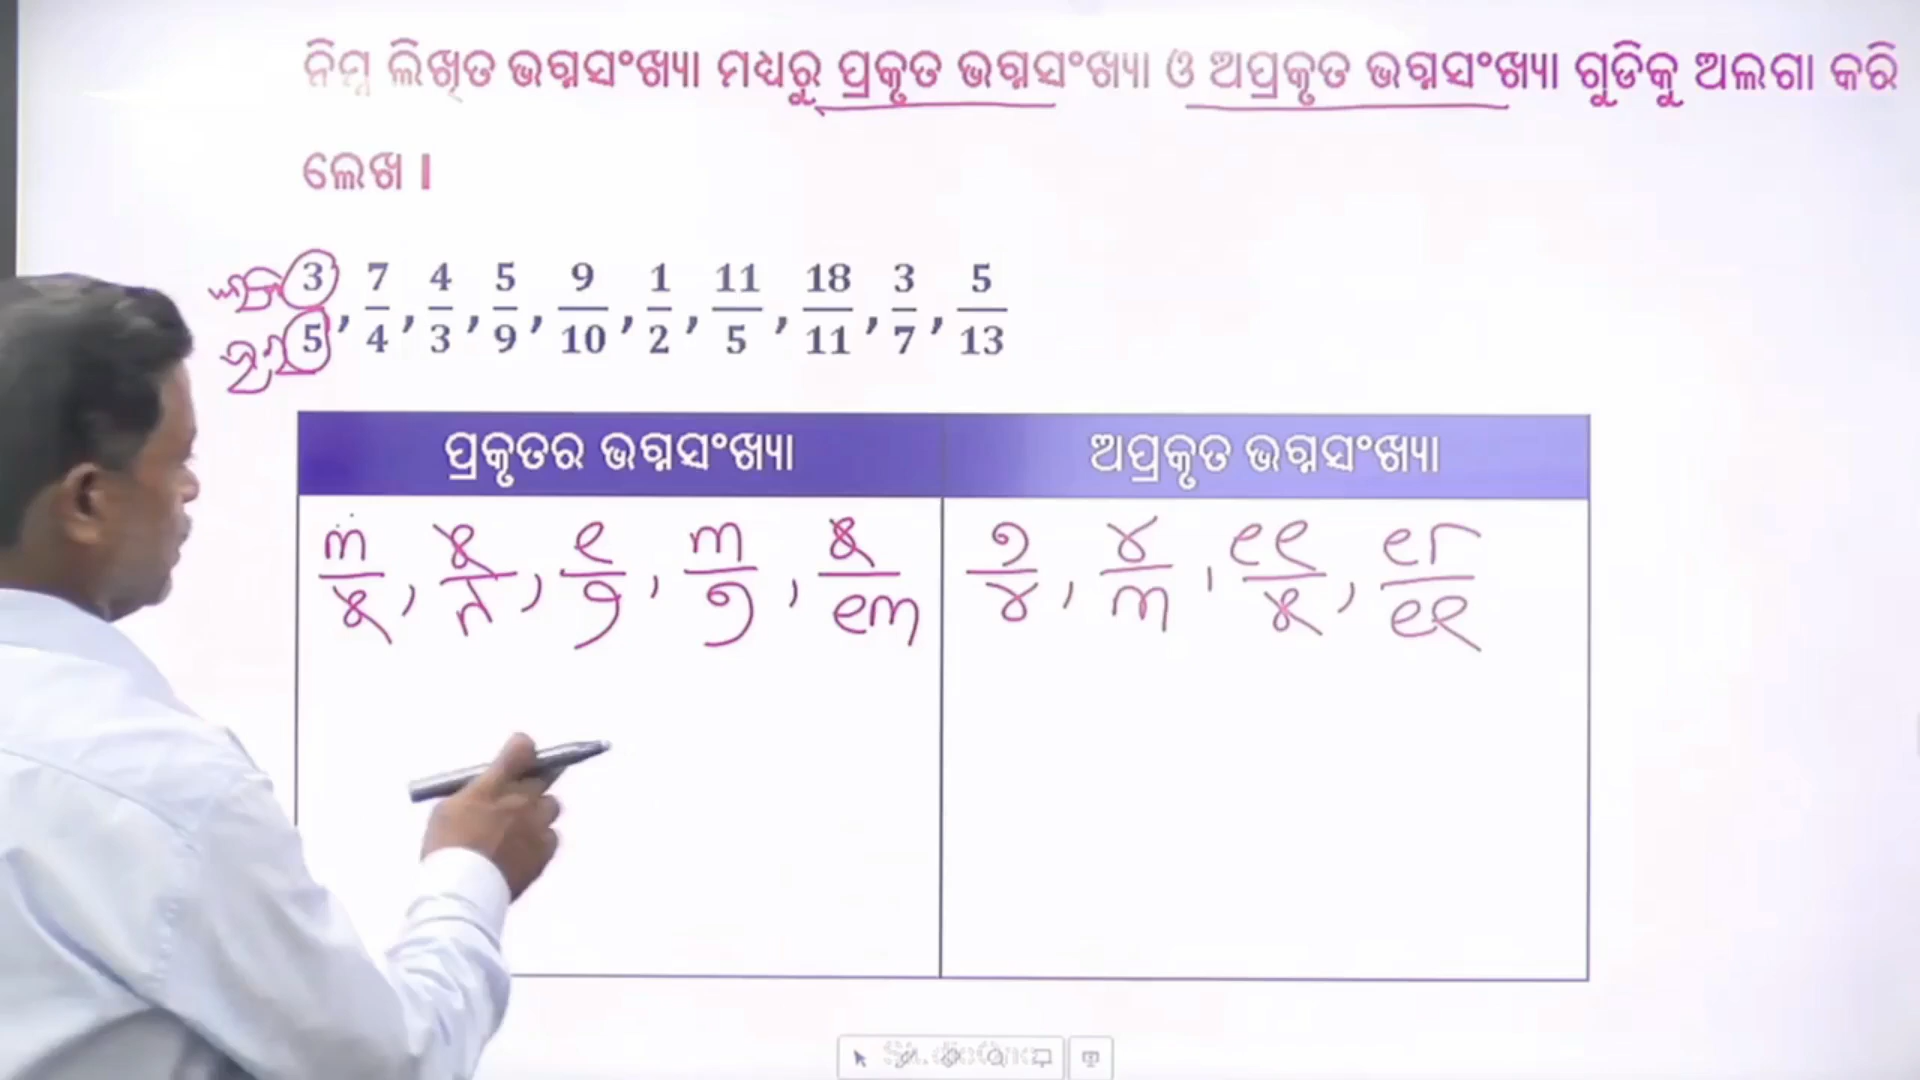 ନିମ୍ନ ଲିଖିତ ଭଗ୍ନସଂଖ୍ୟା ମଧ୍ୟରୁ ପ୍ରକୃତ ଭଗ୍ନସଂଖ୍ୟା ଓ ଅପ୍ରକୃତ ଭଗ୍ନସଂଖ୍ୟା ଗୁଡିକୁ ଅଲଗା କରି
ଲେଖ ।
3/5, 7/4, 4/3, 5/9, 9/10, 1/2, 11/5, 18/11, 3/7, 5/13
ପ୍ରକୃତର ଭଗ୍ନସଂଖ୍ୟା ଅପ୍ରକୃତ ଭଗ୍ନସଂଖ୍ୟା
୩/୫, ୫/୯, ୧/୨, ୩/୭, ୫/୧୩ ୭/୪, ୪/୩, ୧୧/୫, ୧୮/୧୧